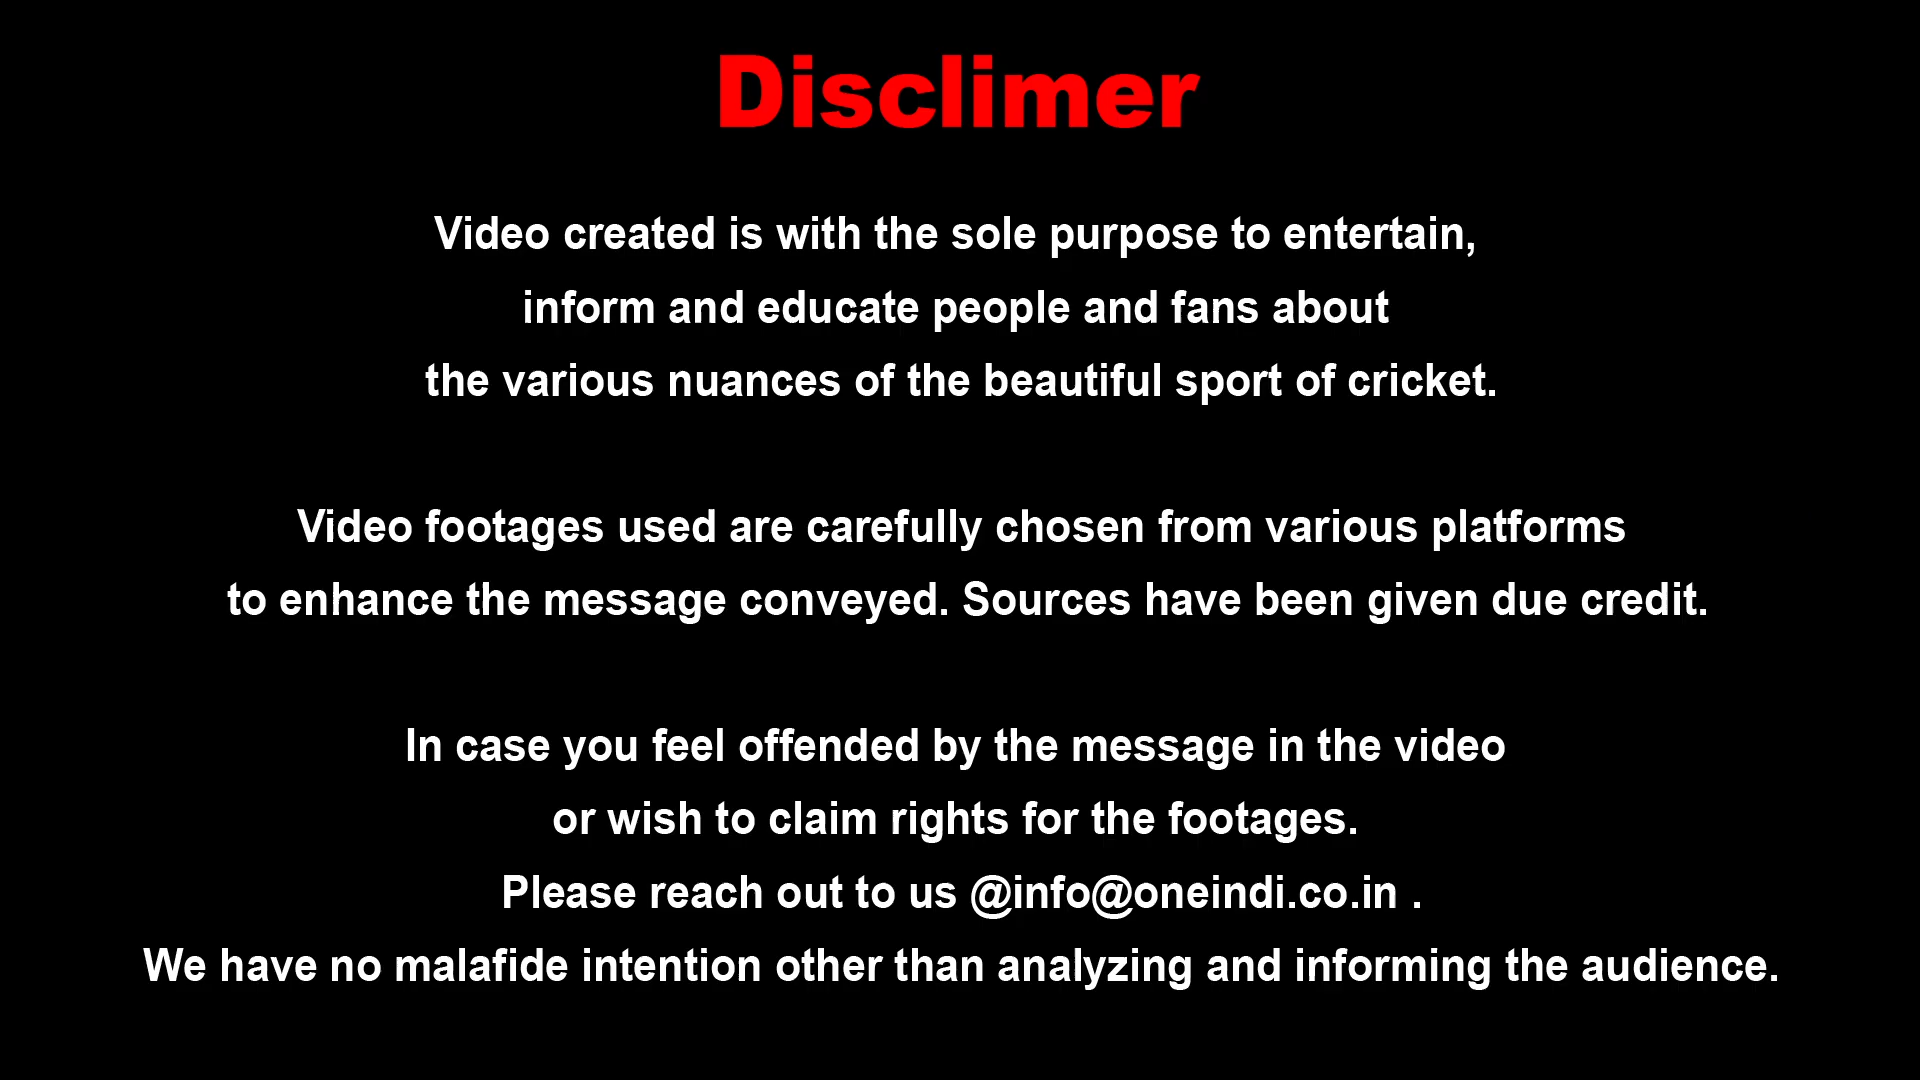 Disclimer
Video created is with the sole purpose to entertain,
inform and educate people and fans about
the various nuances of the beautiful sport of cricket.
Video footages used are carefully chosen from various platforms
to enhance the message conveyed. Sources have been given due credit.
In case you feel offended by the message in the video
or wish to claim rights for the footages.
Please reach out to us @info@oneindi.co.in .
We have no malafide intention other than analyzing and informing the audience.